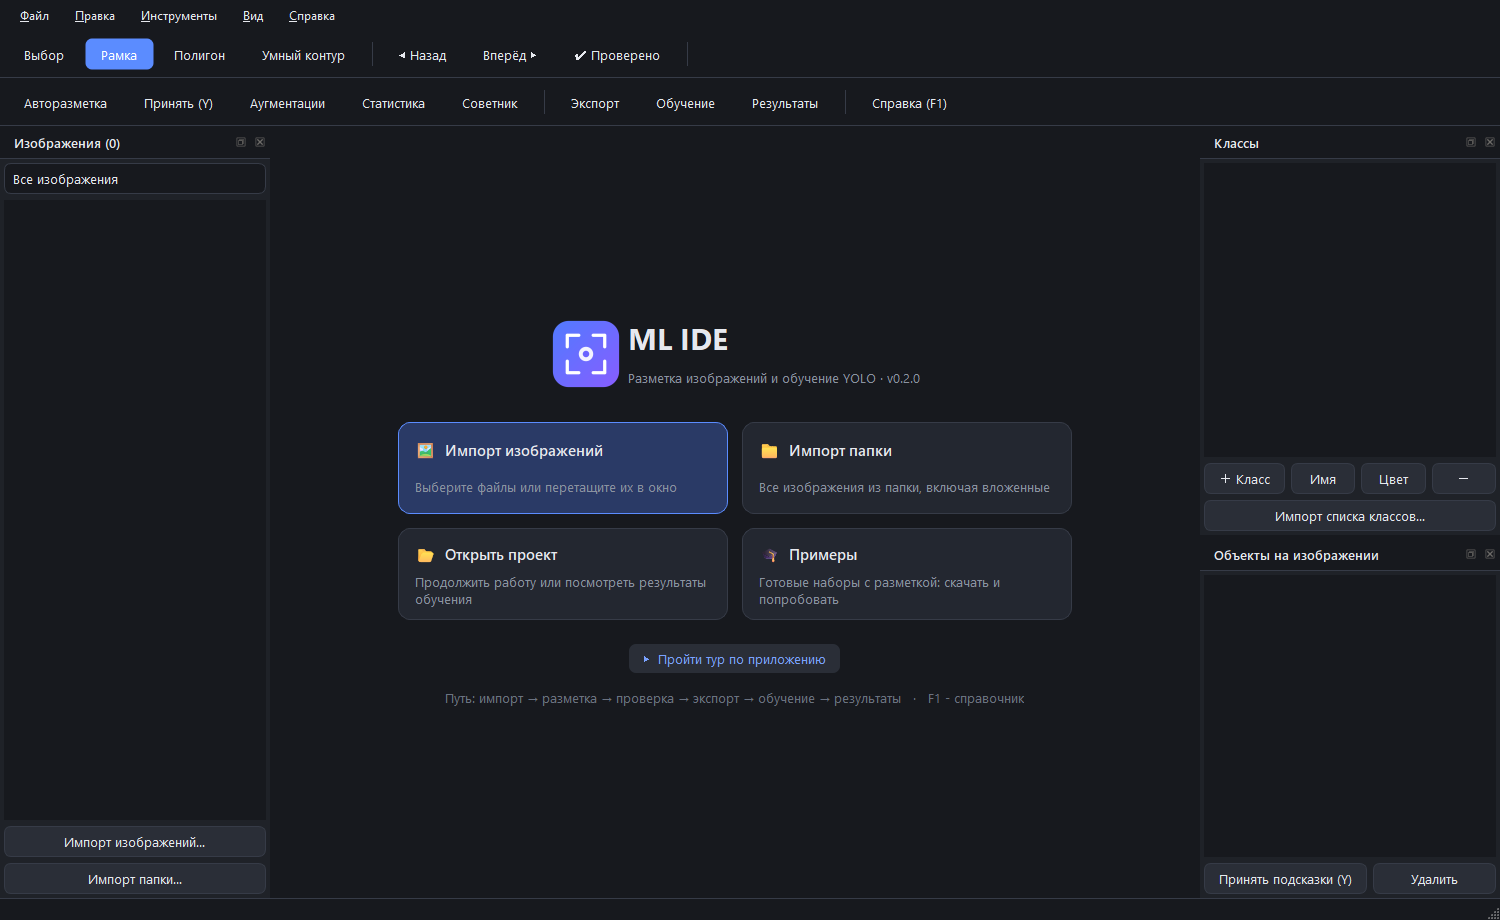 Файл Правка Инструменты Вид Справка
Выбор Рамка Полигон Умный контур Назад Вперёд Проверено
Авторазметка Принять (Y) Аугментации Статистика Советник Экспорт Обучение Результаты Справка (F1)
Изображения (0)
Все изображения
Импорт изображений...
Импорт папки...
ML IDE
Разметка изображений и обучение YOLO · v0.2.0
Импорт изображений
Выберите файлы или перетащите их в окно
Импорт папки
Все изображения из папки, включая вложенные
Открыть проект
Продолжить работу или посмотреть результаты
обучения
Примеры
Готовые наборы с разметкой: скачать и
попробовать
Пройти тур по приложению
Путь: импорт → разметка → проверка → экспорт → обучение → результаты · F1 - справочник
Классы
+ Класс Имя Цвет −
Импорт списка классов...
Объекты на изображении
Принять подсказки (Y) Удалить